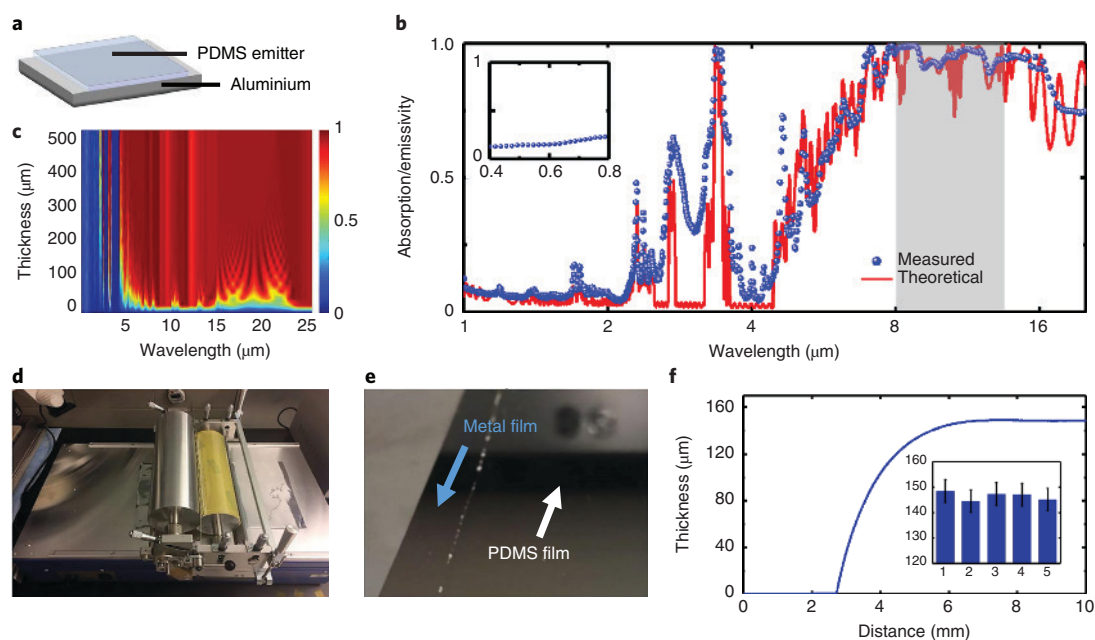 a
PDMS emitter
Aluminium
b
1.0
0.5
0
Absorption/emissivity
1
0
0.4 0.6 0.8
Measured
Theoretical
1 2 4 8 16
Wavelength (μm)
c
500
400
300
200
100
0
Thickness (μm)
5 10 15 20 25
Wavelength (μm)
1
0.5
0
d
e
Metal film
PDMS film
f
160
120
80
40
0
Thickness (μm)
150
140
130
120
1 2 3 4 5
0 2 4 6 8 10
Distance (mm)